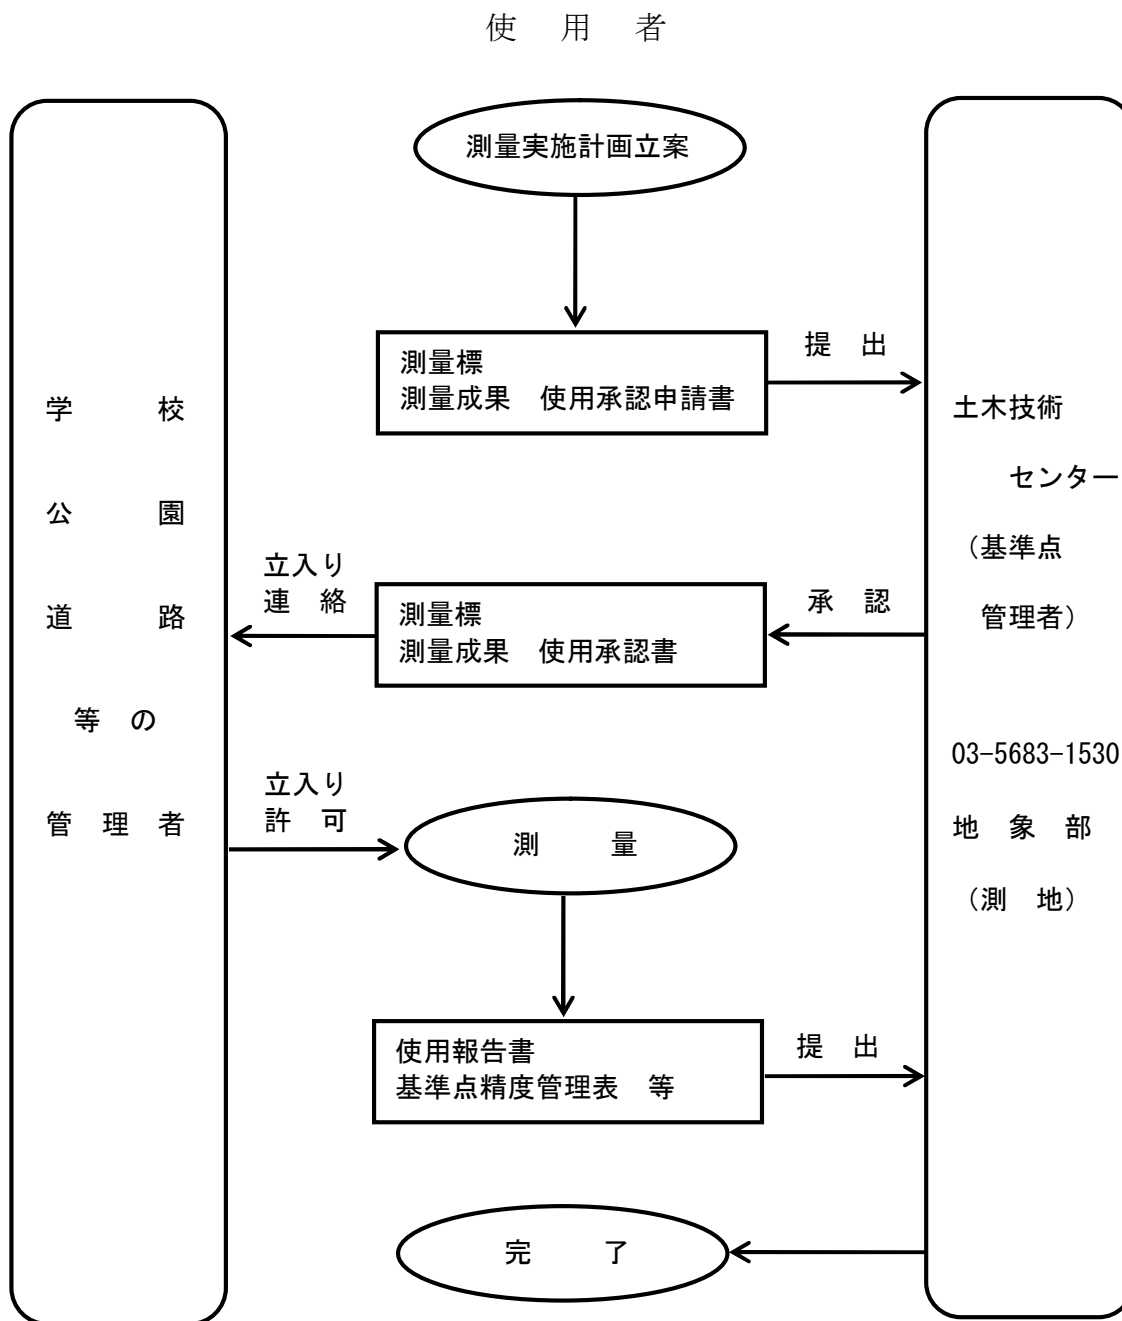 使　用　者
測量実施計画立案
測量標
測量成果　使用承認申請書
提　出
立入り
連　絡
測量標
測量成果　使用承認書
承　認
立入り
許　可
測　　量
使用報告書
基準点精度管理表　等
提　出
完　　了
学　　　校
公　　　園
道　　　路
等　の
管　理　者
土木技術
センター
（基準点
管理者）
03-5683-1530
地　象　部
（測　地）